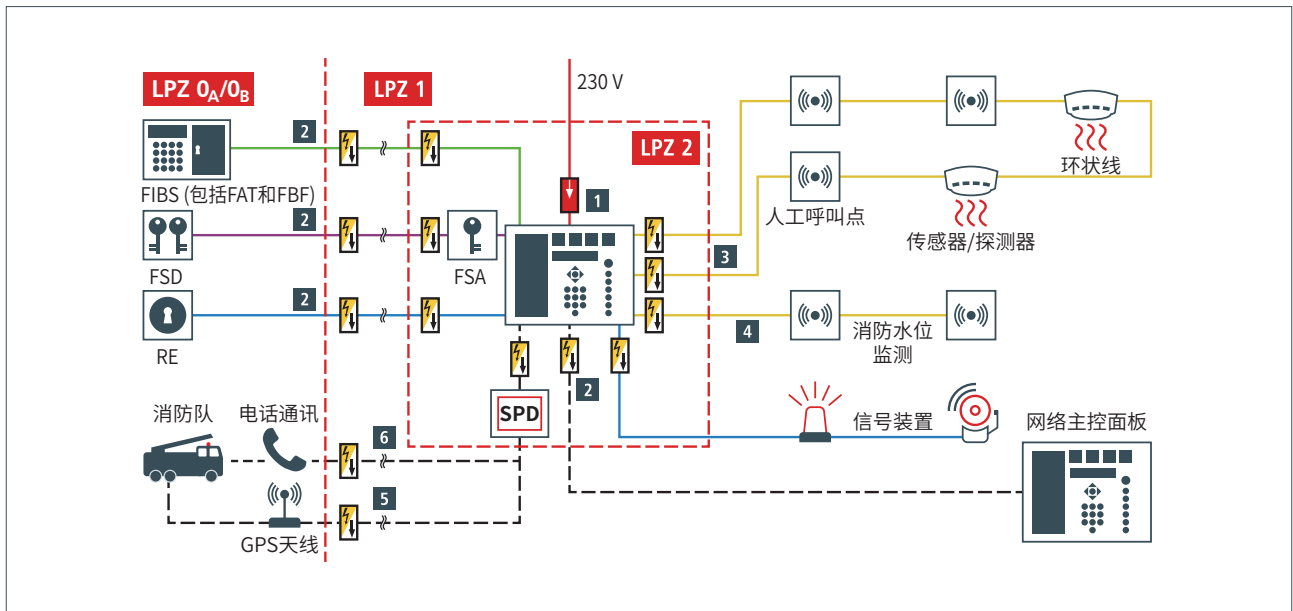 LPZ 0A/0B
LPZ 1
230 V
LPZ 2
2
FIBS (包括FAT和FBF)
1
人工呼叫点
环状线
传感器/探测器
2
FSD
FSA
3
2
RE
4
消防水位
监测
2
SPD
消防队
电话通讯
6
信号装置
网络主控面板
5
GPS天线